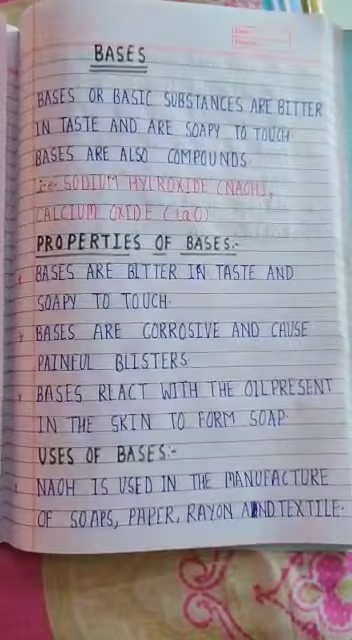 BASES
BASES OR BASIC SUBSTANCES ARE BITTER
IN TASTE AND ARE SOAPY TO TOUCH.
BASES ARE ALSO COMPOUNDS
SODIUM HYLROXIDE (NAOH),
CALCIUM OXIDE (CaO)
PROPERTIES OF BASES:-
BASES ARE BITTER IN TASTE AND
SOAPY TO TOUCH.
BASES ARE CORROSIVE AND CAUSE
PAINFUL BLISTERS
BASES REACT WITH THE OIL PRESENT
IN THE SKIN TO FORM SOAP.
USES OF BASES:-
NAOH IS USED IN THE MANUFACTURE
OF SOAPS, PAPER, RAYON AND TEXTILE.